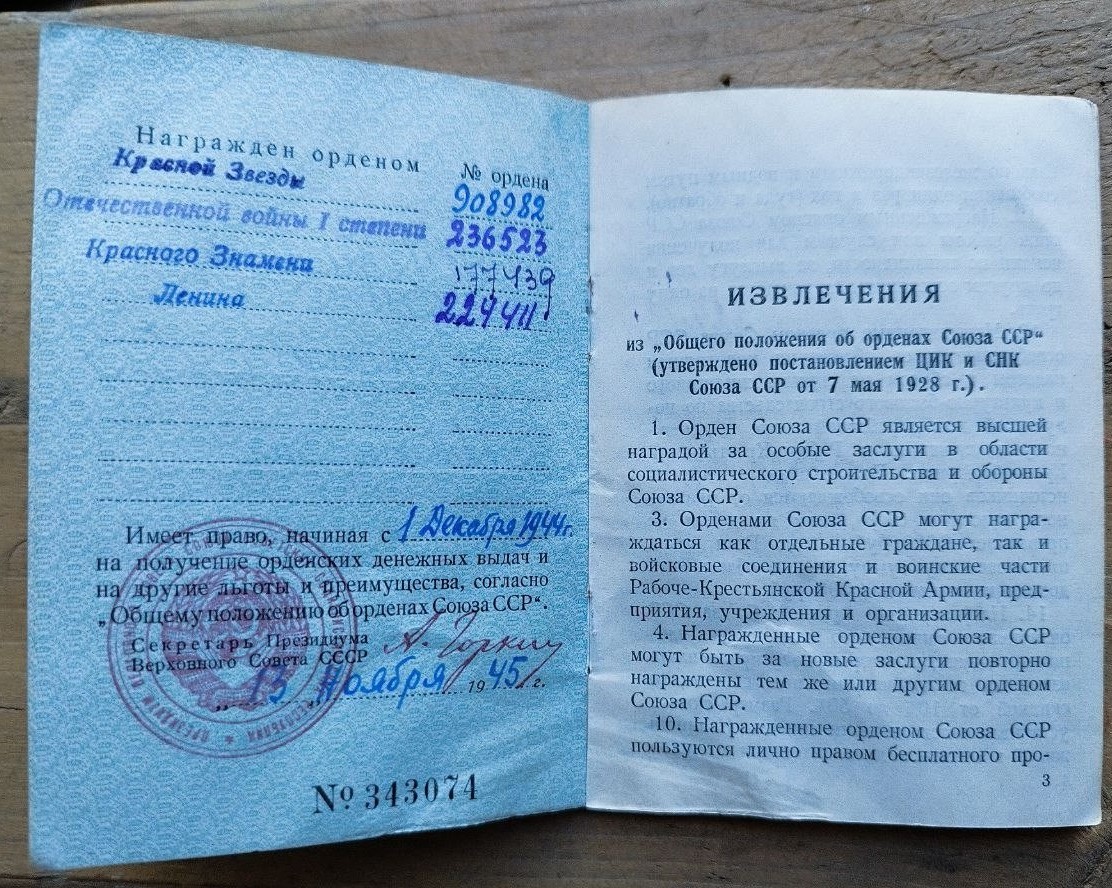 Награжден орденом
№ ордена
Красной Звезды 908982
Отечественной войны I степени 236523
Красного Знамени 177439
Ленина 224411
Имеет право, начиная с 1 Декабря 1944г.
на получение орденских денежных выдач и
на другие льготы и преимущества, согласно
„Общему положению об орденах Союза ССР“.
Секретарь Президиума
Верховного Совета СССР
А. Горкин
„13„ Ноября 1945 г.
№ 343074
ИЗВЛЕЧЕНИЯ
из „Общего положения об орденах Союза ССР“
(утверждено постановлением ЦИК и СНК
Союза ССР от 7 мая 1928 г.).
1. Орден Союза ССР является высшей
наградой за особые заслуги в области
социалистического строительства и обороны
Союза ССР.
3. Орденами Союза ССР могут награ-
ждаться как отдельные граждане, так и
войсковые соединения и воинские части
Рабоче-Крестьянской Красной Армии, пред-
приятия, учреждения и организации.
4. Награжденные орденом Союза ССР
могут быть за новые заслуги повторно
награждены тем же или другим орденом
Союза ССР.
10. Награжденные орденом Союза ССР
пользуются лично правом бесплатного про-
3